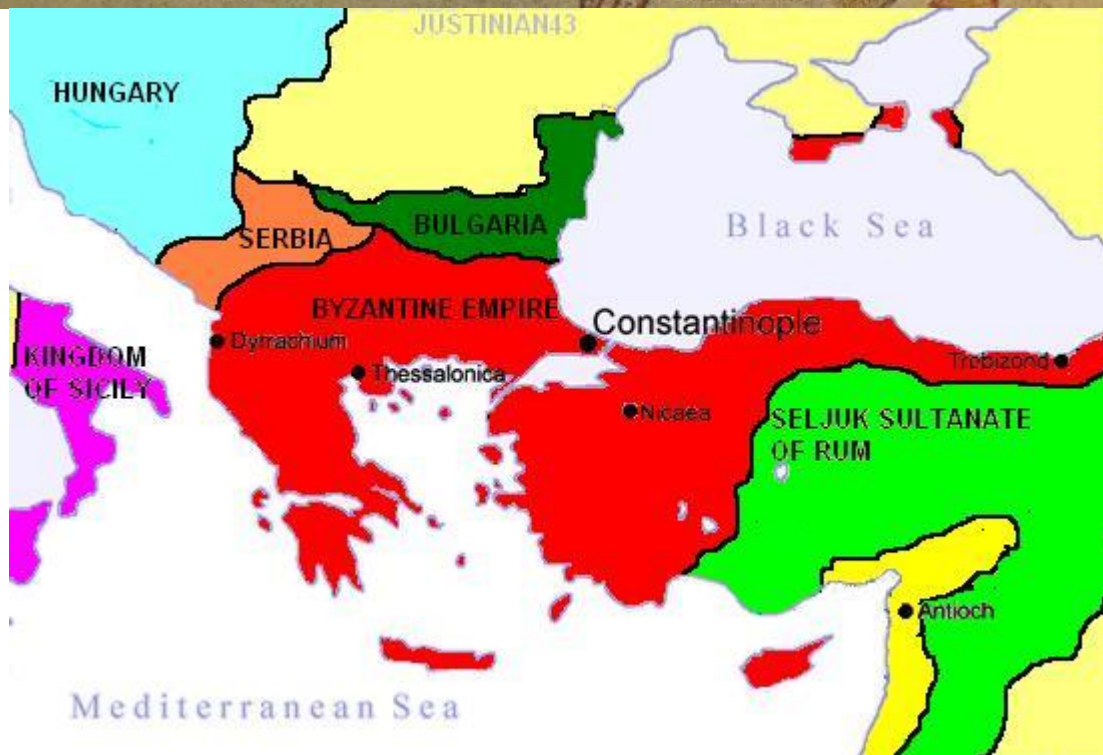 JUSTINIAN43
HUNGARY
BULGARIA
SERBIA
Black Sea
BYZANTINE EMPIRE
Constantinople
Dyrrachium
KINGDOM
OF SICILY
Thessalonica
Trebizond
Nicaea
SELJUK SULTANATE
OF RUM
Antioch
Mediterranean Sea